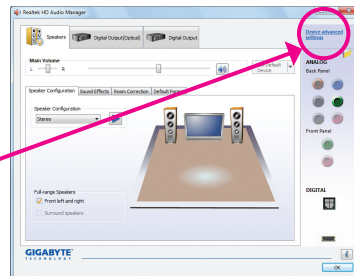 Realtek HD Audio Manager
Speakers
Digital Output(Optical)
Digital Output
Device advanced
settings
Main Volume
L
R
Default
Device
ANALOG
Back Panel
Speaker Configuration
Sound Effects
Room Correction
Default Format
Speaker Configuration
Stereo
Front Panel
Full-range Speakers
Front left and right
Surround speakers
DIGITAL
GIGABYTE
TECHNOLOGY
OK